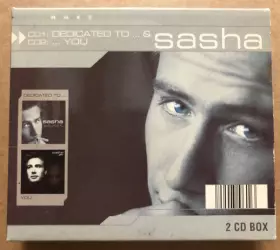 CD1: DEDICATED TO ... &
CD2: ... YOU
sasha
DEDICATED TO ...
sasha
YOU
2 CD BOX